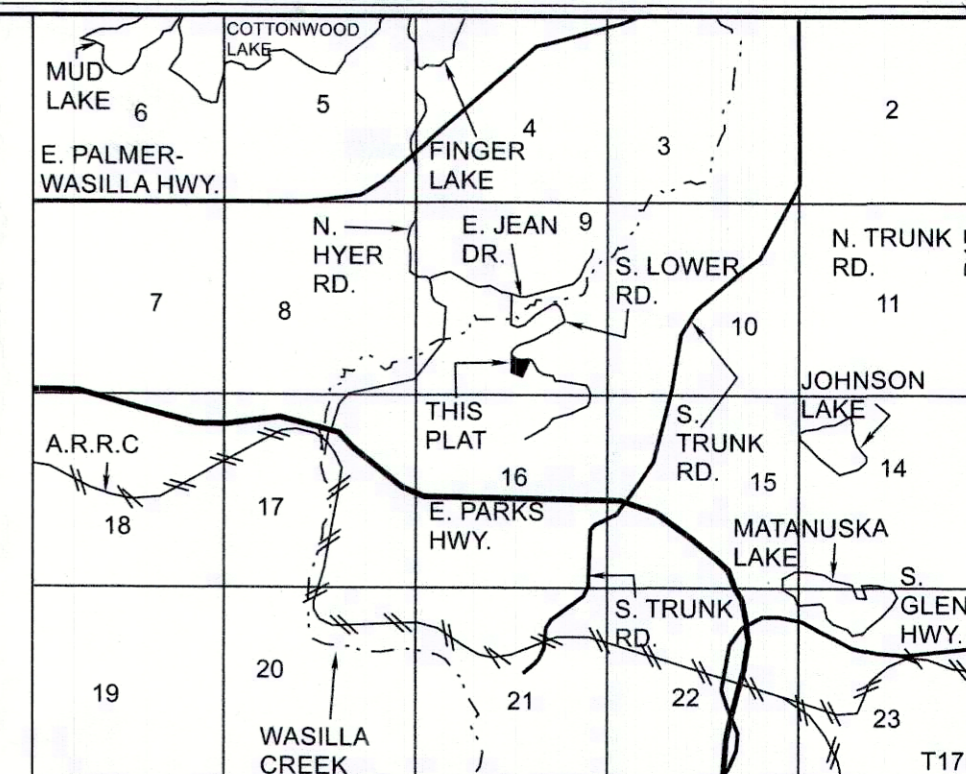 COTTONWOOD
LAKE
MUD
LAKE
6
5
4
3
2
E. PALMER-
WASILLA HWY.
FINGER
LAKE
N.
HYER
RD.
E. JEAN
DR.
9
S. LOWER
RD.
N. TRUNK
RD.
7
8
10
11
THIS
PLAT
S.
TRUNK
RD.
JOHNSON
LAKE
A.R.R.C
18
17
16
15
14
E. PARKS
HWY.
MATANUSKA
LAKE
S.
GLEN
HWY.
S. TRUNK
RD.
19
20
21
22
23
WASILLA
CREEK
T17